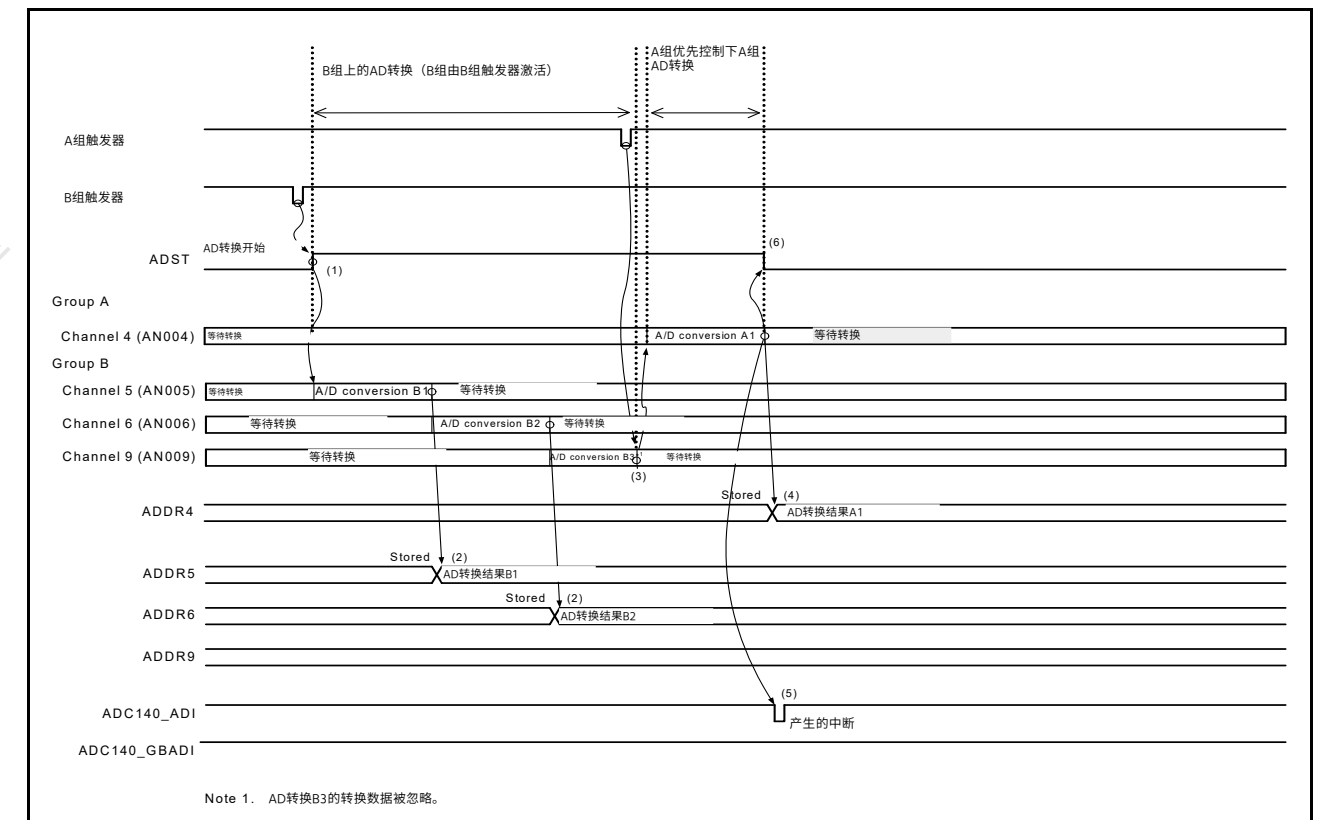 A组优先控制下A组
AD转换
B组上的AD转换（B组由B组触发器激活）
A组触发器
B组触发器
AD转换开始
(6)
ADST
(1)
Group A
Channel 4 (AN004)
等待转换
A/D conversion A1
等待转换
Group B
Channel 5 (AN005)
等待转换
A/D conversion B1
等待转换
Channel 6 (AN006)
等待转换
A/D conversion B2
等待转换
Channel 9 (AN009)
等待转换
A/D conversion B3*1
等待转换
(3)
Stored (4)
ADDR4
AD转换结果A1
Stored (2)
ADDR5
AD转换结果B1
Stored (2)
ADDR6
AD转换结果B2
ADDR9
(5)
ADC140_ADI
产生的中断
ADC140_GBADI
Note 1. AD转换B3的转换数据被忽略。